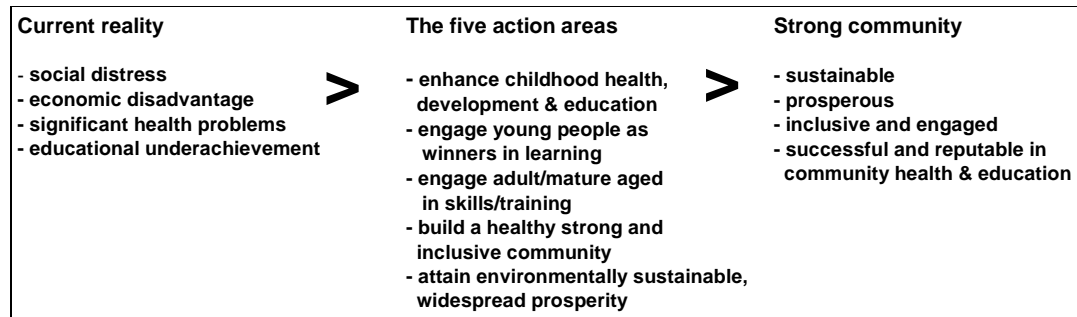 Current reality
- social distress
- economic disadvantage
- significant health problems
- educational underachievement
>
The five action areas
- enhance childhood health,
development & education
- engage young people as
winners in learning
- engage adult/mature aged
in skills/training
- build a healthy strong and
inclusive community
- attain environmentally sustainable,
widespread prosperity
>
Strong community
- sustainable
- prosperous
- inclusive and engaged
- successful and reputable in
community health & education